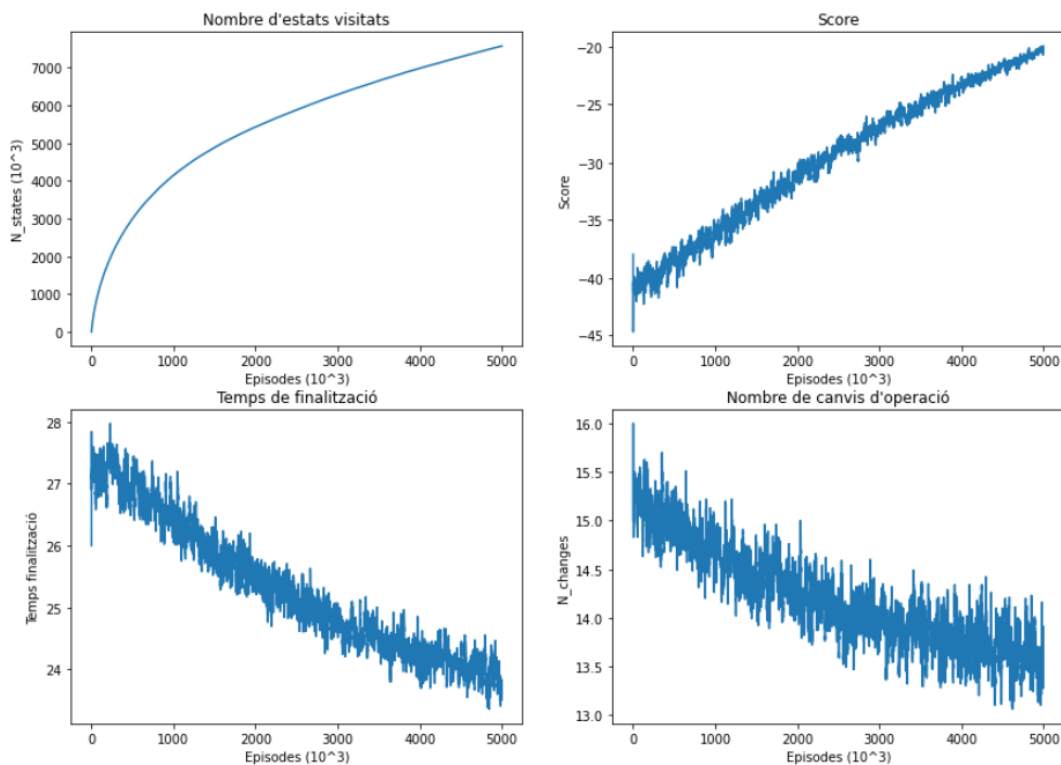 Nombre d'estats visitats
N_states (10^3)
7000
6000
5000
4000
3000
2000
1000
0
0 1000 2000 3000 4000 5000
Episodes (10^3)
Score
Score
−20
−25
−30
−35
−40
−45
0 1000 2000 3000 4000 5000
Episodes (10^3)
Temps de finalització
Temps finalització
28
27
26
25
24
0 1000 2000 3000 4000 5000
Episodes (10^3)
Nombre de canvis d'operació
N_changes
16.0
15.5
15.0
14.5
14.0
13.5
13.0
0 1000 2000 3000 4000 5000
Episodes (10^3)